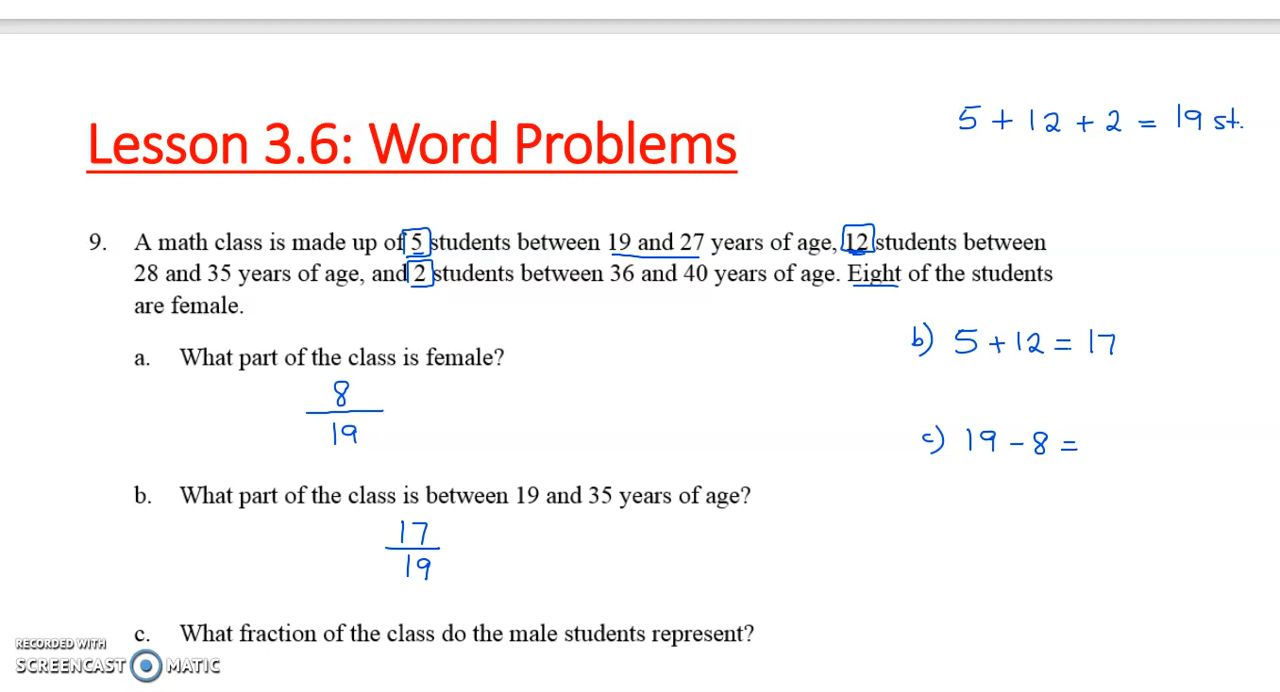 5 + 12 + 2 = 19 st.
Lesson 3.6: Word Problems
9. A math class is made up of 5 students between 19 and 27 years of age, 12 students between
28 and 35 years of age, and 2 students between 36 and 40 years of age. Eight of the students
are female.
b) 5 + 12 = 17
a. What part of the class is female?
8
19
c) 19 - 8 =
b. What part of the class is between 19 and 35 years of age?
17
19
c. What fraction of the class do the male students represent?
RECORDED WITH
SCREENCAST MATIC